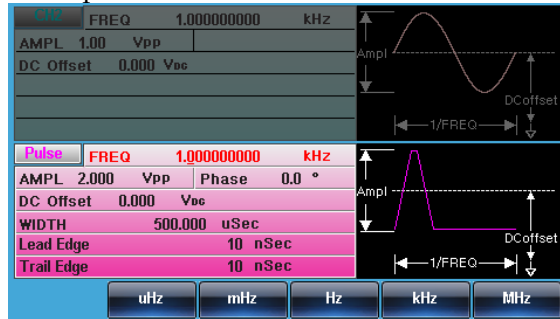 CH2 FREQ 1.000000000 kHz
AMPL 1.00 Vpp
DC Offset 0.000 VDC
Ampl
DCoffset
1/FREQ
Pulse FREQ 1.000000000 kHz
AMPL 2.000 Vpp Phase 0.0 °
DC Offset 0.000 VDC
WIDTH 500.000 uSec
Lead Edge 10 nSec
Trail Edge 10 nSec
Ampl
DCoffset
1/FREQ
uHz mHz Hz kHz MHz